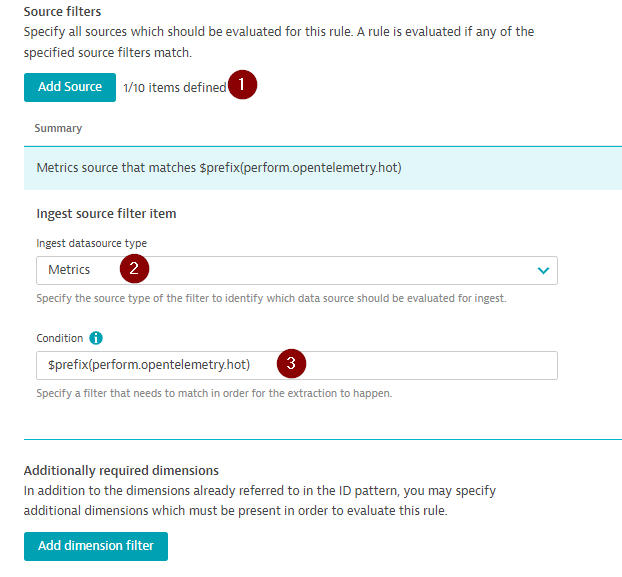 Source filters
Specify all sources which should be evaluated for this rule. A rule is evaluated if any of the
specified source filters match.
Add Source 1/10 items defined 1
Summary
Metrics source that matches $prefix(perform.opentelemetry.hot)
Ingest source filter item
Ingest datasource type
Metrics 2
Specify the source type of the filter to identify which data source should be evaluated for ingest.
Condition i
$prefix(perform.opentelemetry.hot) 3
Specify a filter that needs to match in order for the extraction to happen.
Additionally required dimensions
In addition to the dimensions already referred to in the ID pattern, you may specify
additional dimensions which must be present in order to evaluate this rule.
Add dimension filter